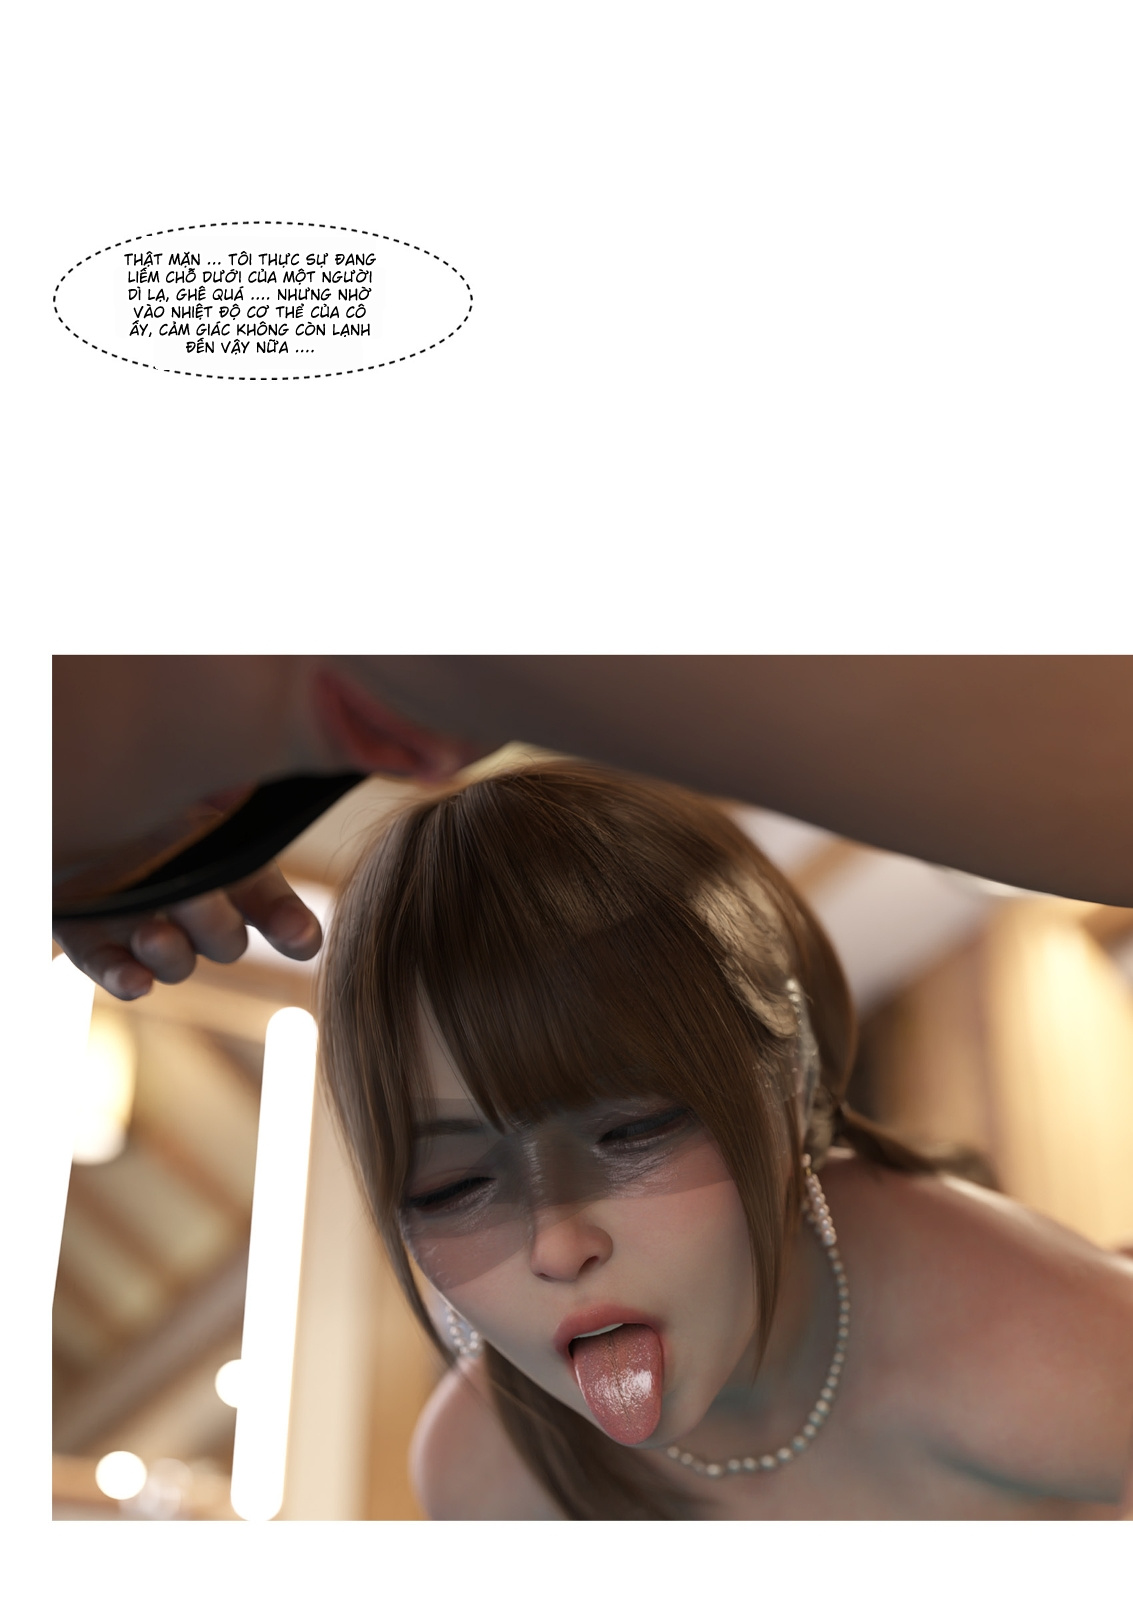 THẬT MẶN ... TÔI THỰC SỰ ĐANG
LIẾM CHỖ DƯỚI CỦA MỘT NGƯỜI
DÌ LẠ, GHÊ QUÁ .... NHƯNG NHỜ
VÀO NHIỆT ĐỘ CƠ THỂ CỦA CÔ
ẤY, CẢM GIÁC KHÔNG CÒN LẠNH
ĐẾN VẬY NỮA ....